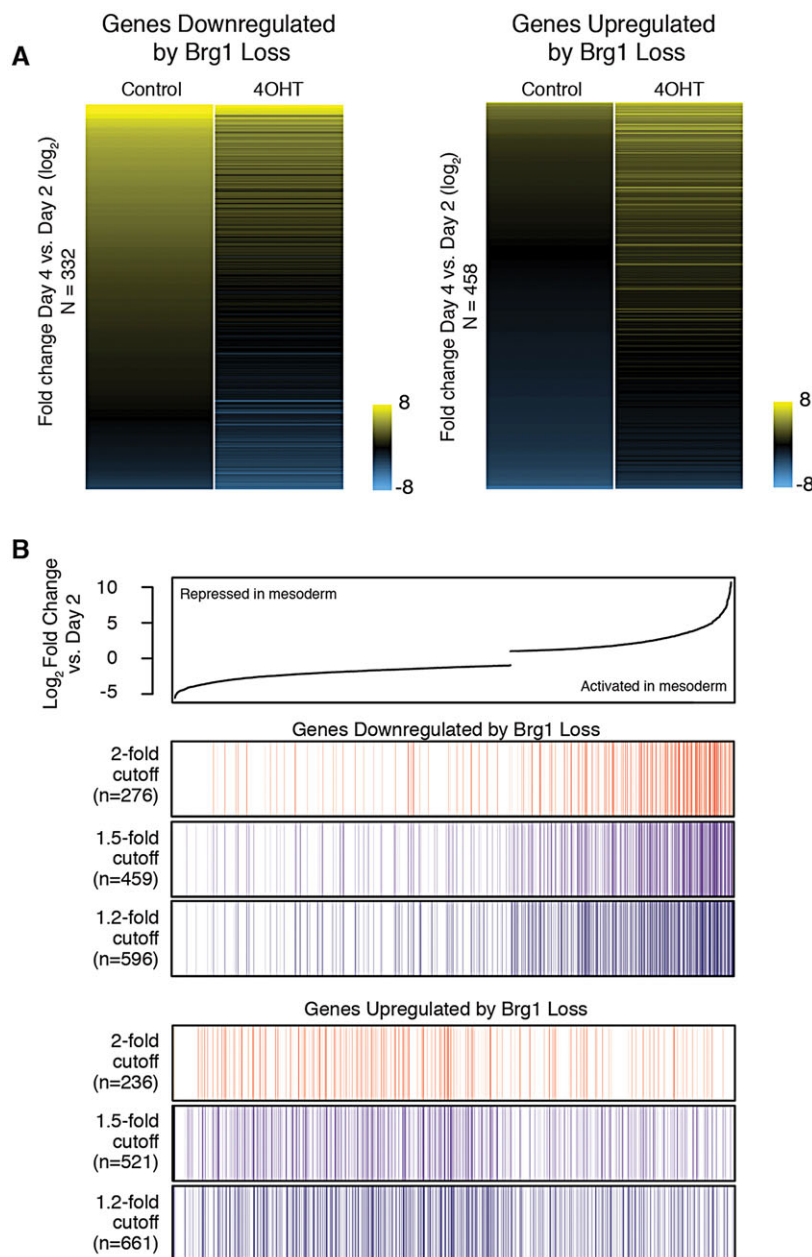 Genes Downregulated
by Brg1 Loss
Genes Upregulated
by Brg1 Loss
A
Control
4OHT
Control
4OHT
Fold change Day 4 vs. Day 2 (log2)
N = 332
8
-8
Fold change Day 4 vs. Day 2 (log2)
N = 458
8
-8
B
Log2 Fold Change
vs. Day 2
10
5
0
-5
Repressed in mesoderm
Activated in mesoderm
Genes Downregulated by Brg1 Loss
2-fold
cutoff
(n=276)
1.5-fold
cutoff
(n=459)
1.2-fold
cutoff
(n=596)
Genes Upregulated by Brg1 Loss
2-fold
cutoff
(n=236)
1.5-fold
cutoff
(n=521)
1.2-fold
cutoff
(n=661)